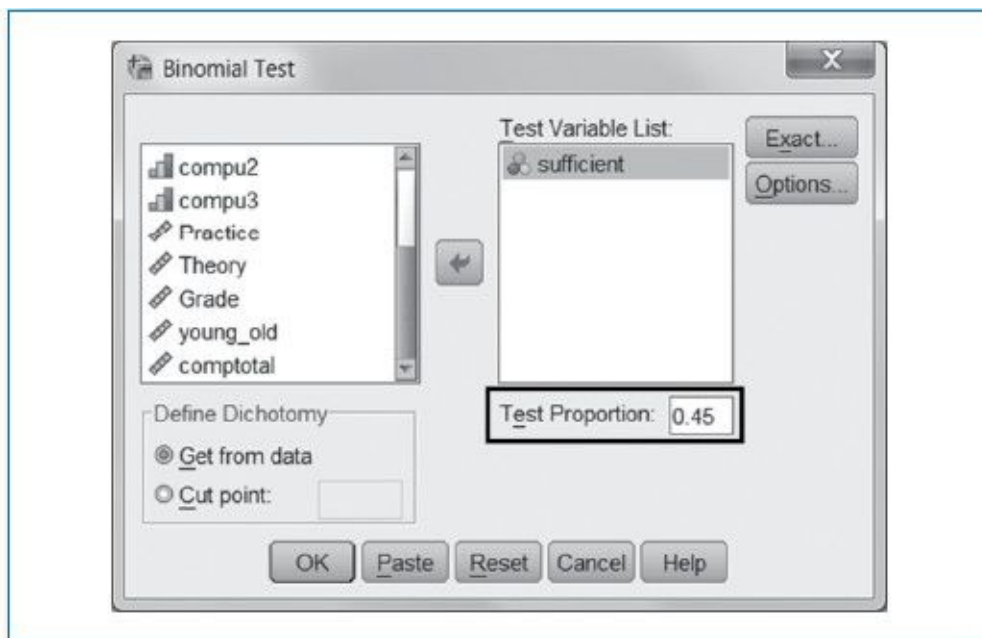 Binomial Test
X
compu2
compu3
Practice
Theory
Grade
young_old
comptotal
Test Variable List:
sufficient
Exact...
Options...
Test Proportion: 0.45
Define Dichotomy
Get from data
Cut point:
OK Paste Reset Cancel Help